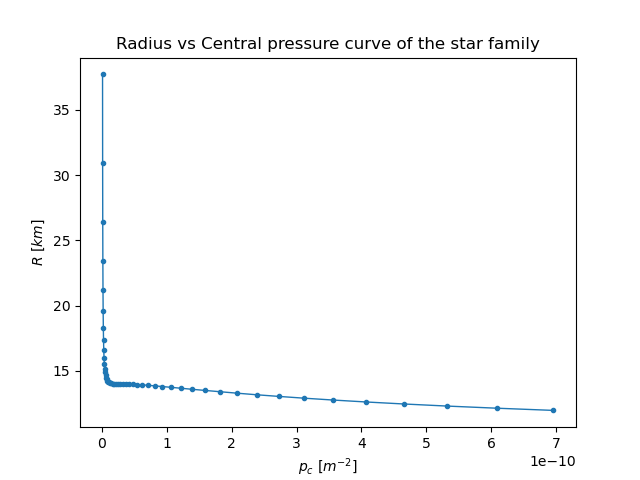 Radius vs Central pressure curve of the star family
R [km]
35
30
25
20
15
0 1 2 3 4 5 6 7
1e−10
p_c [m^{−2}]